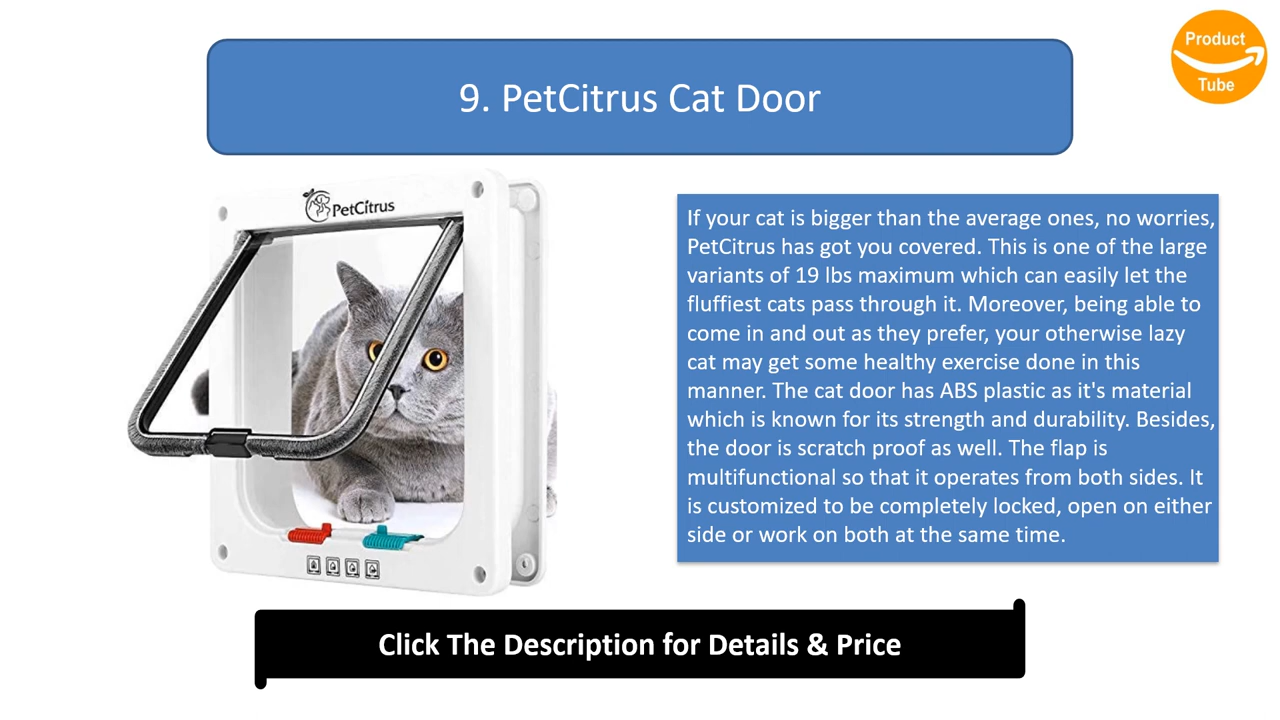 Product
Tube
9. PetCitrus Cat Door
PetCitrus
If your cat is bigger than the average ones, no worries,
PetCitrus has got you covered. This is one of the large
variants of 19 lbs maximum which can easily let the
fluffiest cats pass through it. Moreover, being able to
come in and out as they prefer, your otherwise lazy
cat may get some healthy exercise done in this
manner. The cat door has ABS plastic as it's material
which is known for its strength and durability. Besides,
the door is scratch proof as well. The flap is
multifunctional so that it operates from both sides. It
is customized to be completely locked, open on either
side or work on both at the same time.
Click The Description for Details & Price